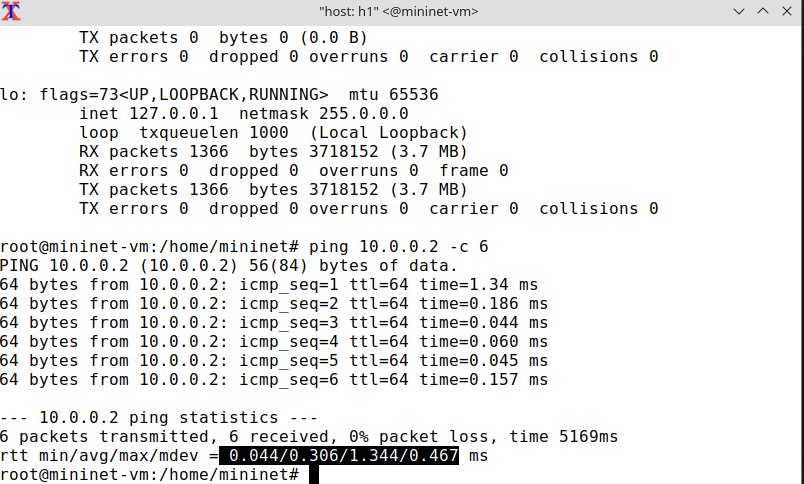 "host: h1" <@mininet-vm>
TX packets 0  bytes 0 (0.0 B)
TX errors 0  dropped 0 overruns 0  carrier 0  collisions 0
lo: flags=73<UP,LOOPBACK,RUNNING>  mtu 65536
inet 127.0.0.1  netmask 255.0.0.0
loop  txqueuelen 1000  (Local Loopback)
RX packets 1366  bytes 3718152 (3.7 MB)
RX errors 0  dropped 0  overruns 0  frame 0
TX packets 1366  bytes 3718152 (3.7 MB)
TX errors 0  dropped 0 overruns 0  carrier 0  collisions 0
root@mininet-vm:/home/mininet# ping 10.0.0.2 -c 6
PING 10.0.0.2 (10.0.0.2) 56(84) bytes of data.
64 bytes from 10.0.0.2: icmp_seq=1 ttl=64 time=1.34 ms
64 bytes from 10.0.0.2: icmp_seq=2 ttl=64 time=0.186 ms
64 bytes from 10.0.0.2: icmp_seq=3 ttl=64 time=0.044 ms
64 bytes from 10.0.0.2: icmp_seq=4 ttl=64 time=0.060 ms
64 bytes from 10.0.0.2: icmp_seq=5 ttl=64 time=0.045 ms
64 bytes from 10.0.0.2: icmp_seq=6 ttl=64 time=0.157 ms
--- 10.0.0.2 ping statistics ---
6 packets transmitted, 6 received, 0% packet loss, time 5169ms
rtt min/avg/max/mdev = 0.044/0.306/1.344/0.467 ms
root@mininet-vm:/home/mininet#